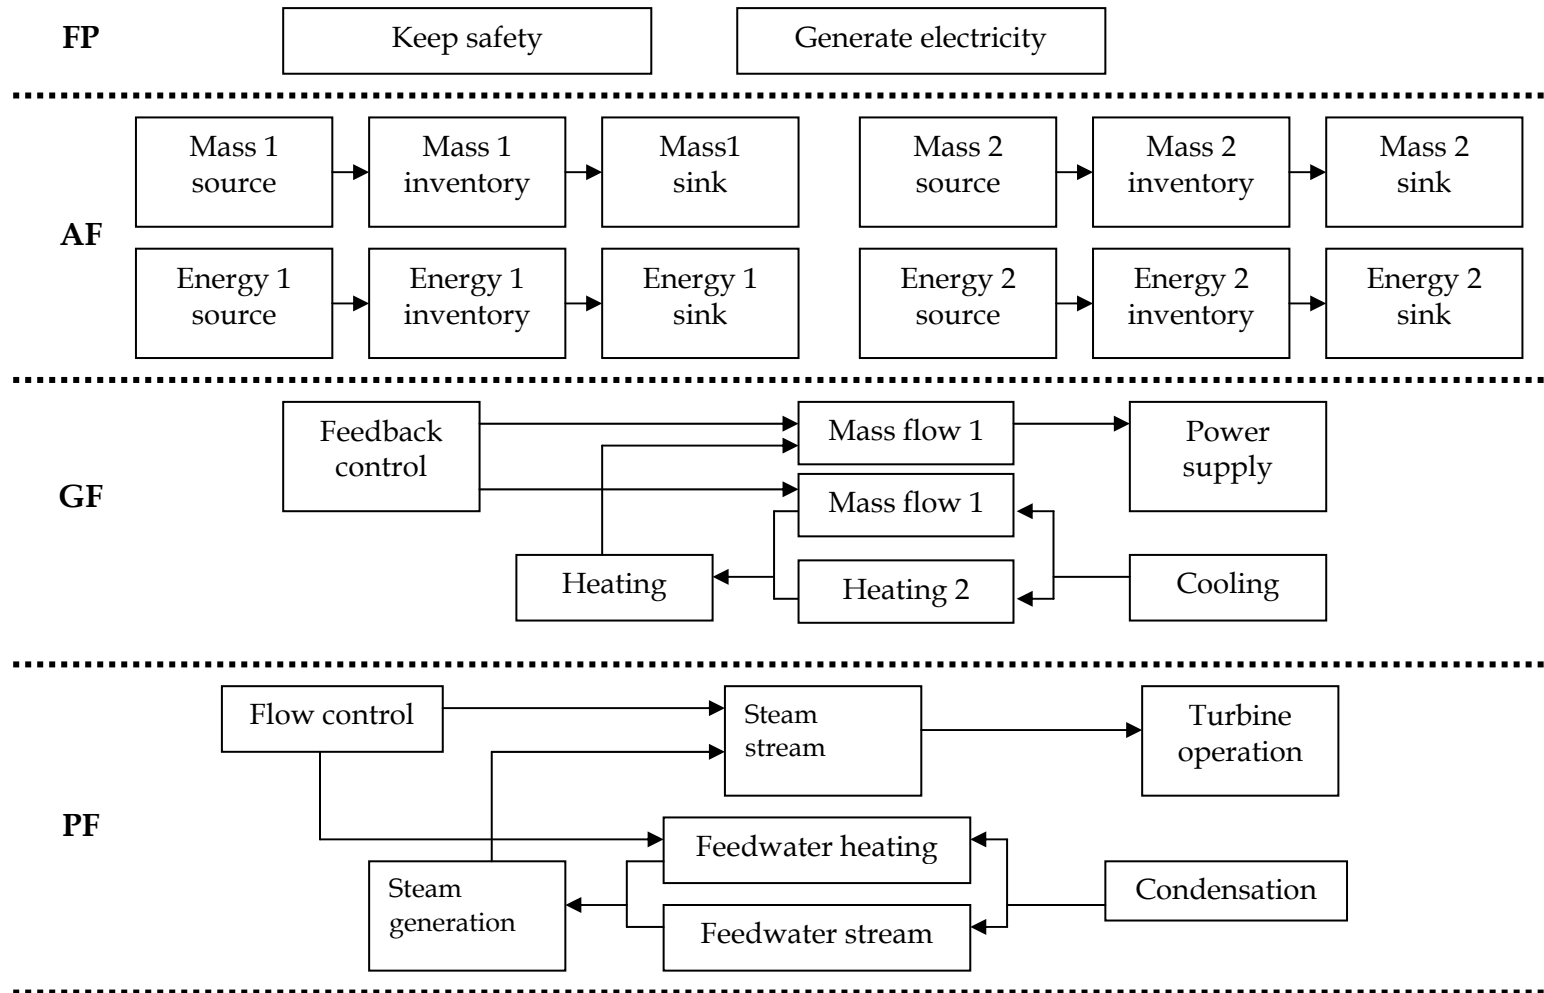 FP
Keep safety
Generate electricity
AF
Mass 1
source
Mass 1
inventory
Mass1
sink
Mass 2
source
Mass 2
inventory
Mass 2
sink
Energy 1
source
Energy 1
inventory
Energy 1
sink
Energy 2
source
Energy 2
inventory
Energy 2
sink
GF
Feedback
control
Mass flow 1
Power
supply
Mass flow 1
Heating
Heating 2
Cooling
PF
Flow control
Steam
stream
Turbine
operation
Feedwater heating
Steam
generation
Feedwater stream
Condensation